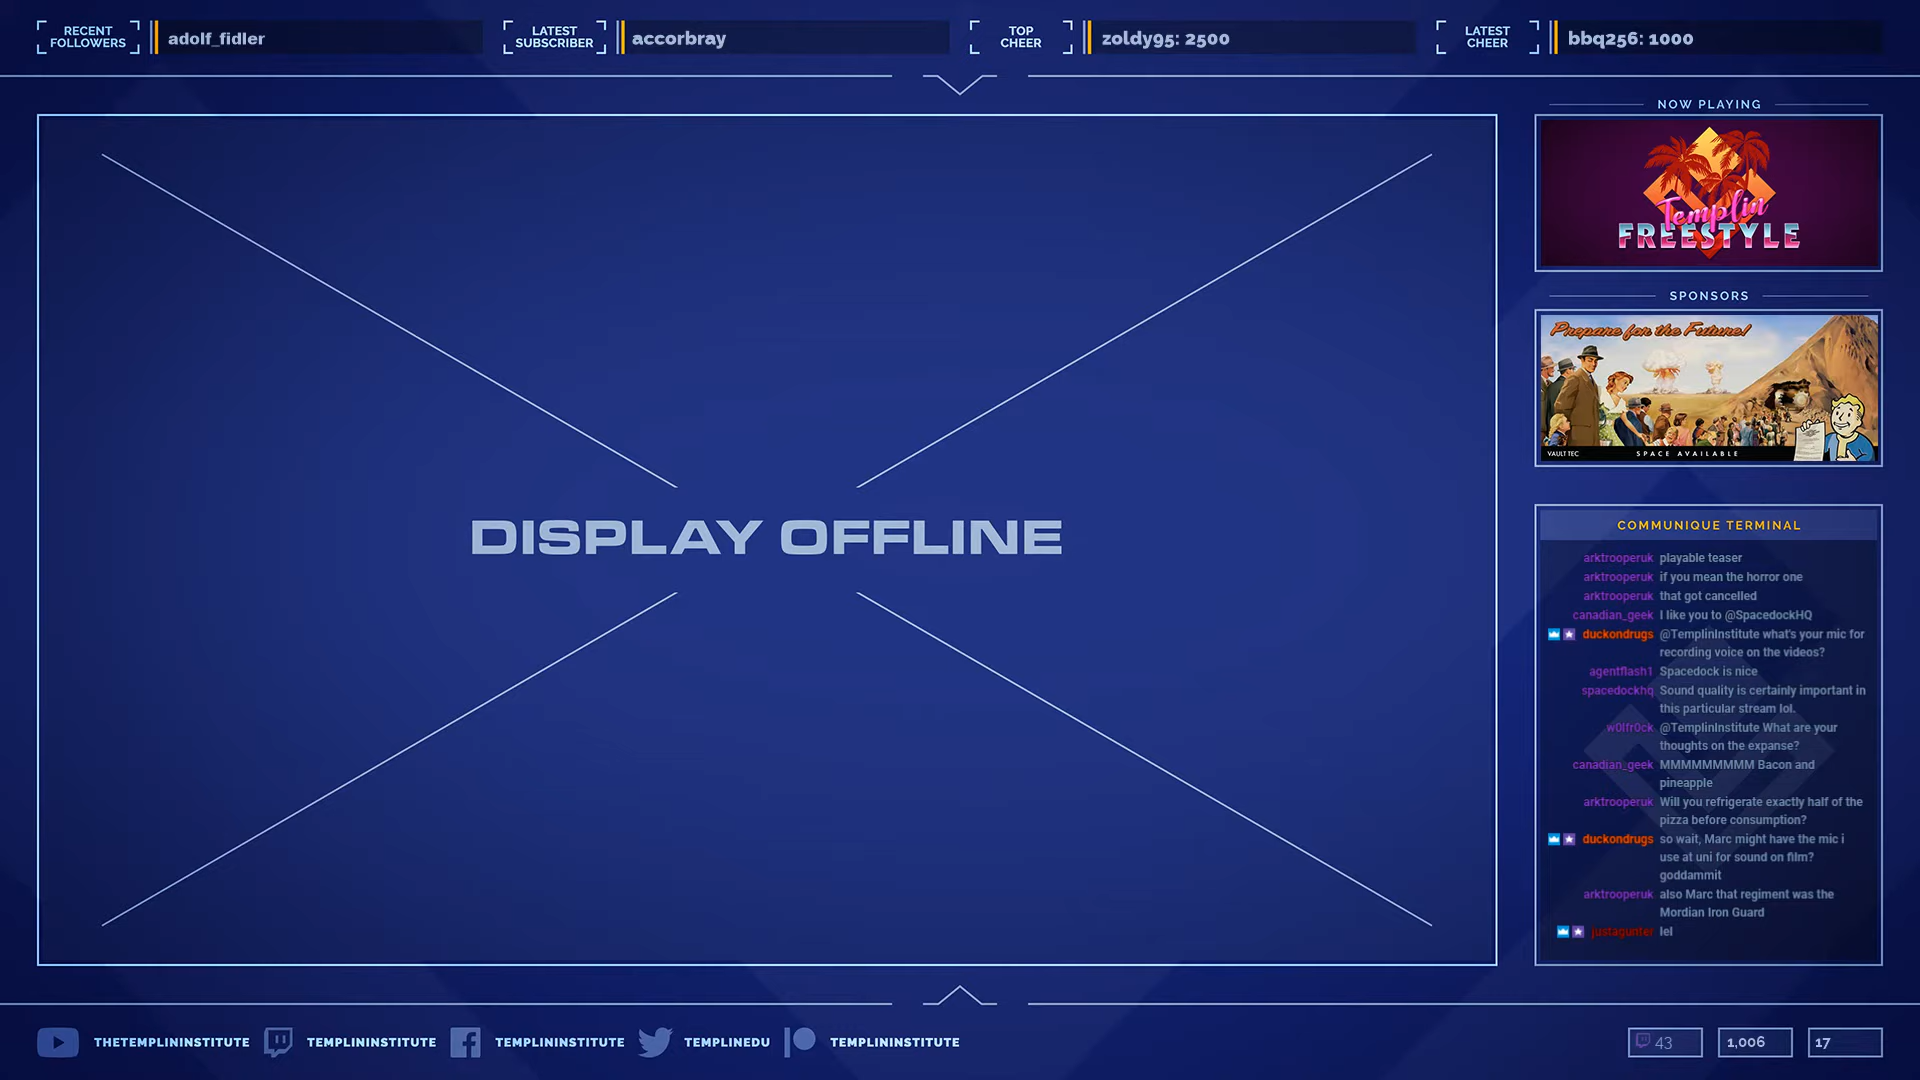 RECENT
FOLLOWERS
adolf_fidler
LATEST
SUBSCRIBER
accorbray
TOP
CHEER
zoldy95: 2500
LATEST
CHEER
bbq256: 1000
NOW PLAYING
Templin
FREESTYLE
SPONSORS
Prepare for the Future!
VAULT TEC
SPACE AVAILABLE
DISPLAY OFFLINE
COMMUNIQUE TERMINAL
arktrooperuk playable teaser
arktrooperuk if you mean the horror one
arktrooperuk that got cancelled
canadian_geek I like you to @SpacedockHQ
duckondrugs @TemplinInstitute what's your mic for
recording voice on the videos?
agentflash1 Spacedock is nice
spacedockhq Sound quality is certainly important in
this particular stream lol.
w0lfr0ck @TemplinInstitute What are your
thoughts on the expanse?
canadian_geek MMMMMMMMM Bacon and
pineapple
arktrooperuk Will you refrigerate exactly half of the
pizza before consumption?
duckondrugs so wait, Marc might have the mic i
use at uni for sound on film?
goddammit
arktrooperuk also Marc that regiment was the
Mordian Iron Guard
justagunter lel
THETEMPLININSTITUTE
TEMPLININSTITUTE
TEMPLININSTITUTE
TEMPLINEDU
TEMPLININSTITUTE
43
1,006
17